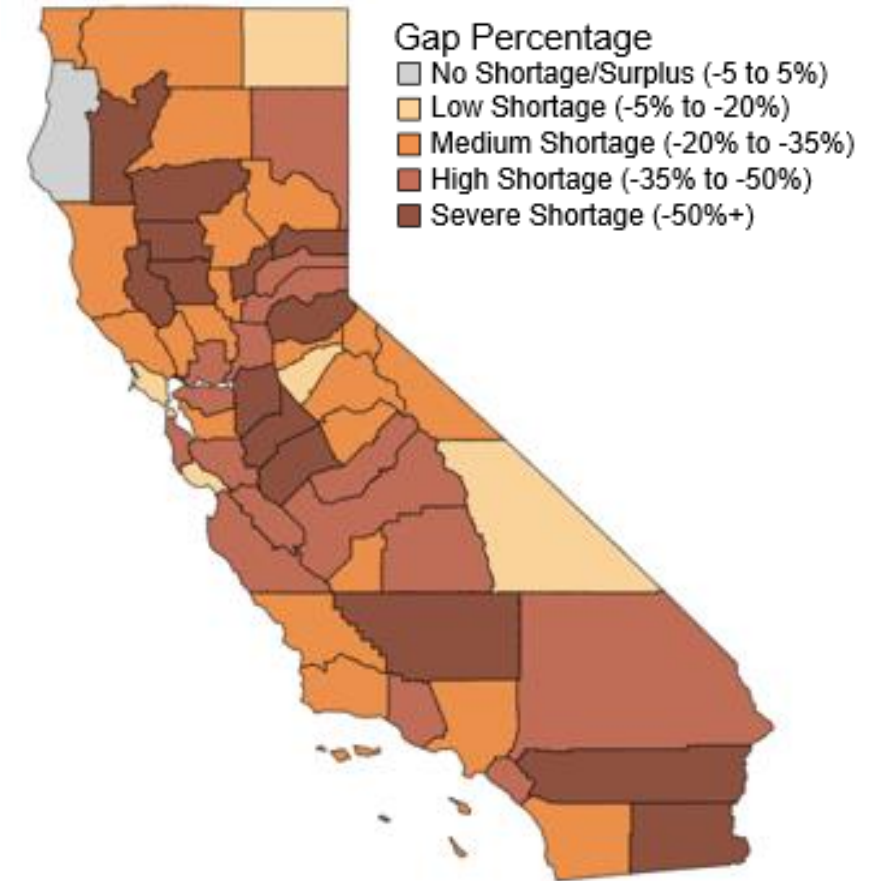 Gap Percentage
No Shortage/Surplus (-5 to 5%)
Low Shortage (-5% to -20%)
Medium Shortage (-20% to -35%)
High Shortage (-35% to -50%)
Severe Shortage (-50%+)